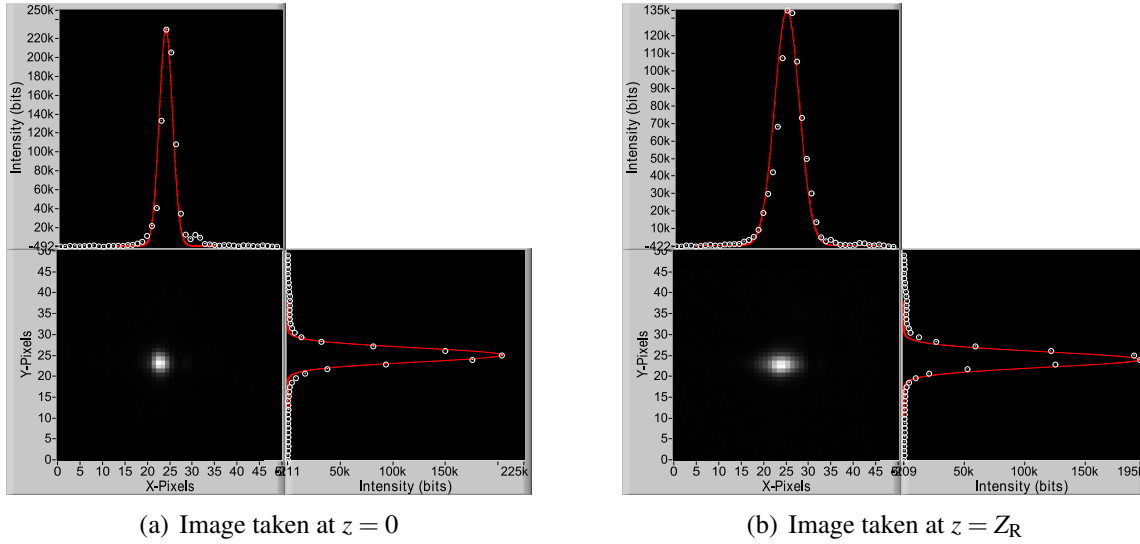 250k
220k
200k
180k
160k
140k
120k
100k
80k
60k
40k
20k
-492
Intensity (bits)
50
45
40
35
30
25
20
15
10
5
0
Y-Pixels
0 5 10 15 20 25 30 35 40 45
X-Pixels
50k 100k 150k 225k
Intensity (bits)
(a) Image taken at z = 0
135k
120k
110k
100k
90k
80k
70k
60k
50k
40k
30k
20k
10k
-422
Intensity (bits)
50
45
40
35
30
25
20
15
10
5
0
Y-Pixels
0 5 10 15 20 25 30 35 40 45
X-Pixels
50k 100k 150k 195k
Intensity (bits)
(b) Image taken at z = Z_R